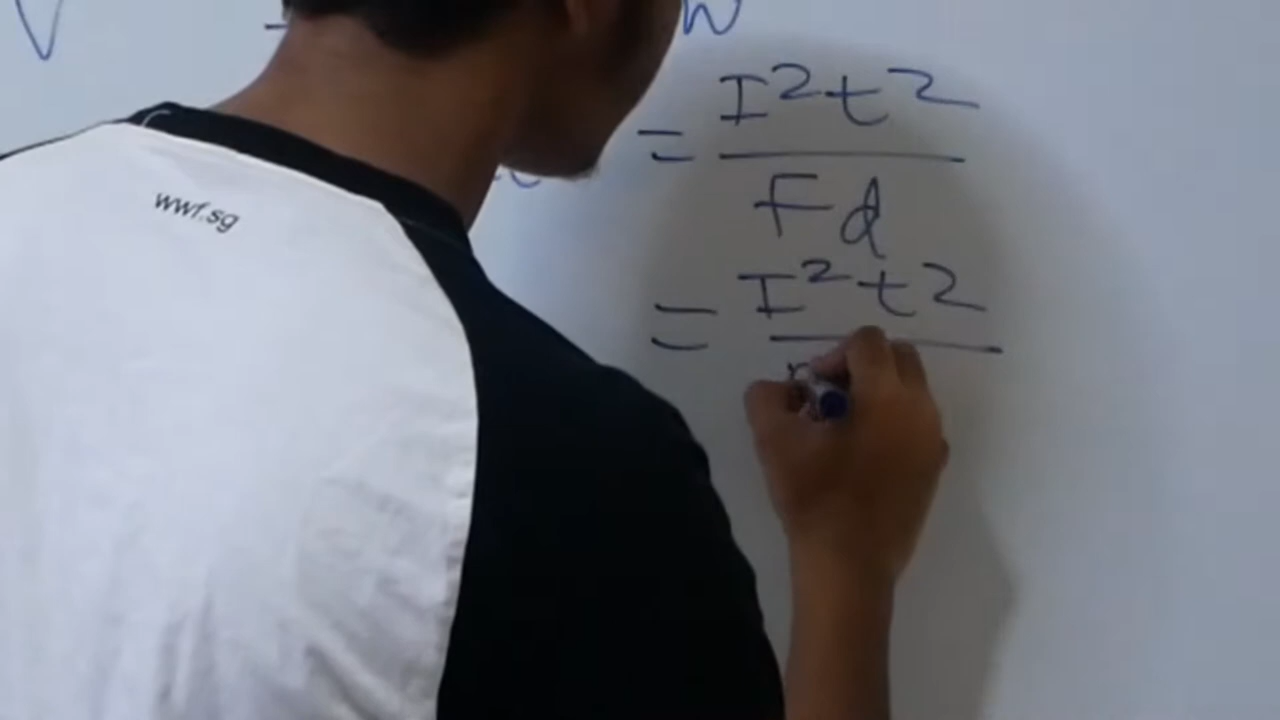 V
W
wwf.sg
= I²t²
Fd
= I²t²